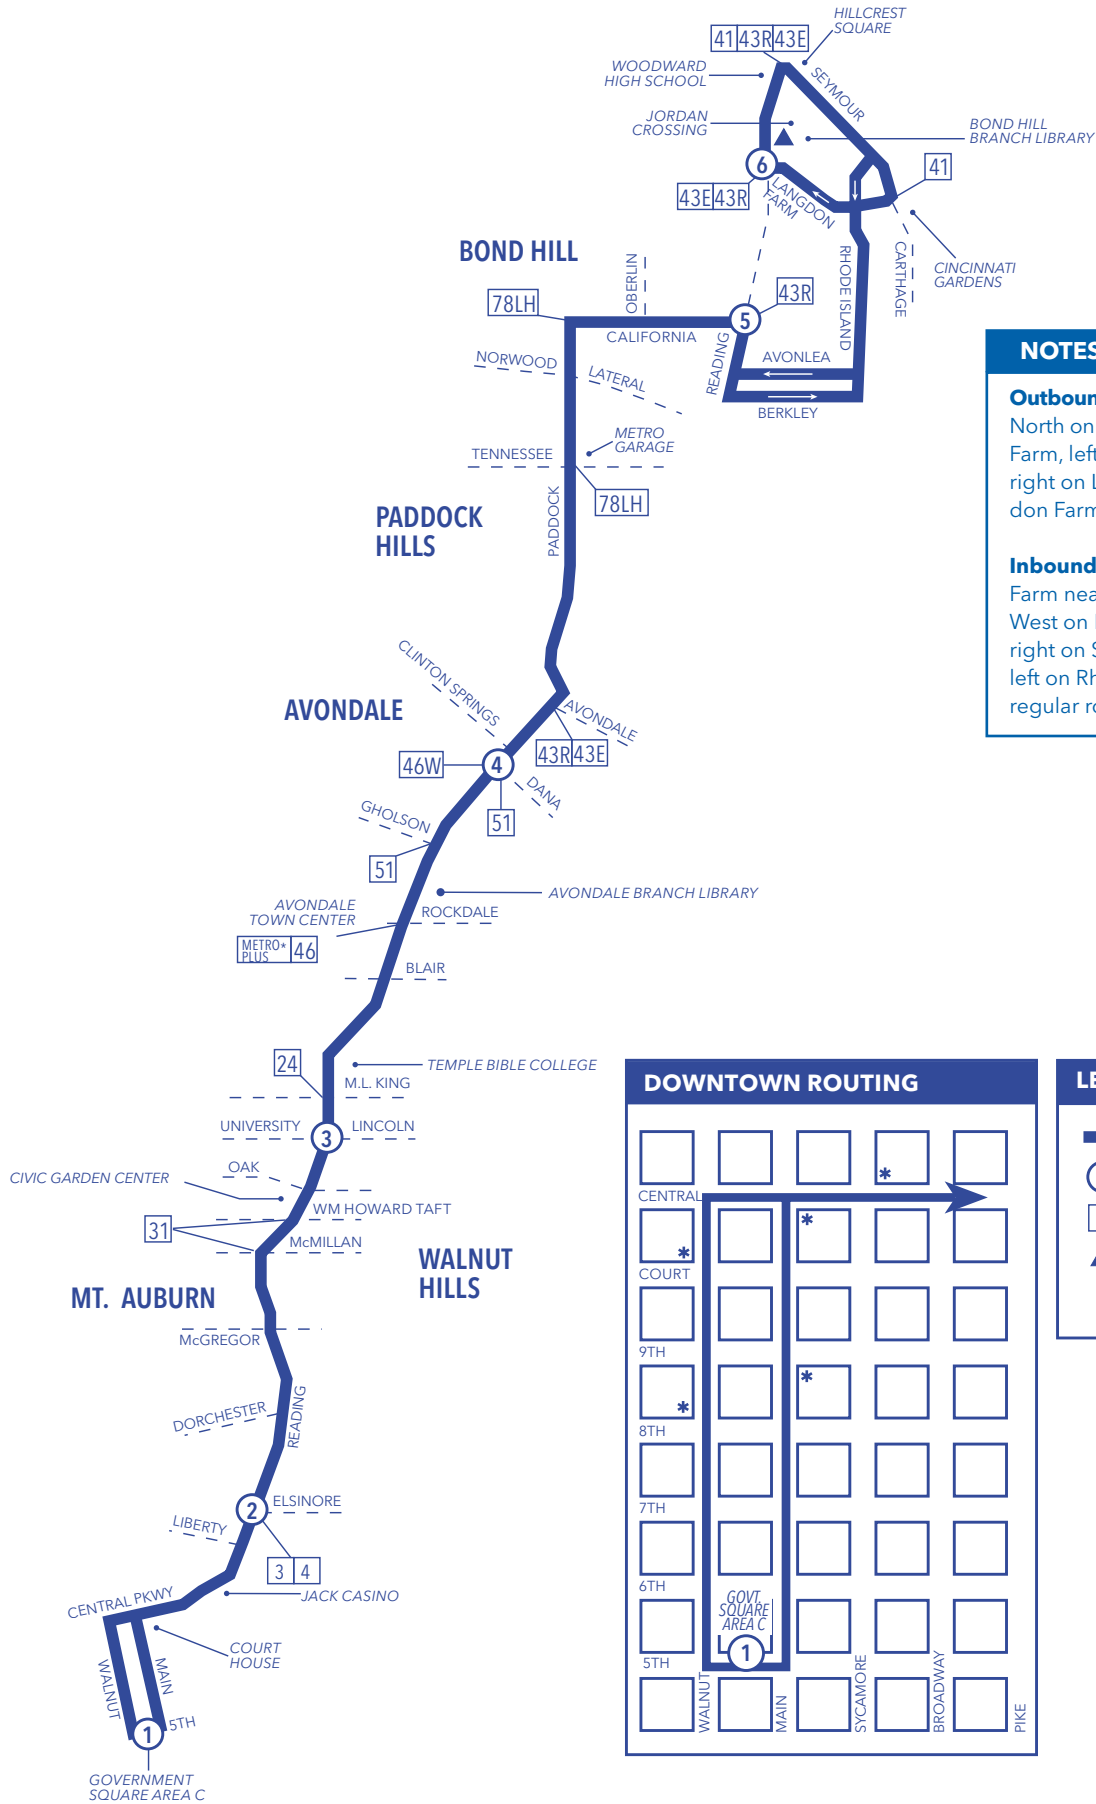 HILLCREST
SQUARE
41 43R 43E
WOODWARD
HIGH SCHOOL
SEYMOUR
JORDAN
CROSSING
BOND HILL
BRANCH LIBRARY
6
41
43E 43R
LANGDON
FARM
BOND HILL
OBERLIN
RHODE ISLAND
CARTHAGE
CINCINNATI
GARDENS
78LH
43R
5
CALIFORNIA
READING
AVONLEA
BERKLEY
NORWOOD
LATERAL
METRO
GARAGE
TENNESSEE
78LH
PADDOCK
PADDOCK
HILLS
NOTES
Outboun
North on
Farm, left
right on L
don Farm
Inbound
Farm nea
West on
right on S
left on Rh
regular ro
CLINTON SPRINGS
AVONDALE
AVONDALE
43R 43E
46W
4
DANA
51
GHOLSON
51
AVONDALE BRANCH LIBRARY
AVONDALE
TOWN CENTER
ROCKDALE
METRO*
PLUS
46
BLAIR
24
TEMPLE BIBLE COLLEGE
M.L. KING
UNIVERSITY
3
LINCOLN
OAK
CIVIC GARDEN CENTER
WM HOWARD TAFT
31
McMILLAN
WALNUT
HILLS
MT. AUBURN
McGREGOR
READING
DORCHESTER
2
ELSINORE
LIBERTY
3 4
JACK CASINO
CENTRAL PKWY
COURT
HOUSE
WALNUT
MAIN
1
5TH
GOVERNMENT
SQUARE AREA C
DOWNTOWN ROUTING
*
CENTRAL
*
*
COURT
9TH
*
*
8TH
7TH
6TH
GOVT.
SQUARE
AREA C
1
5TH
WALNUT
MAIN
SYCAMORE
BROADWAY
PIKE
LE